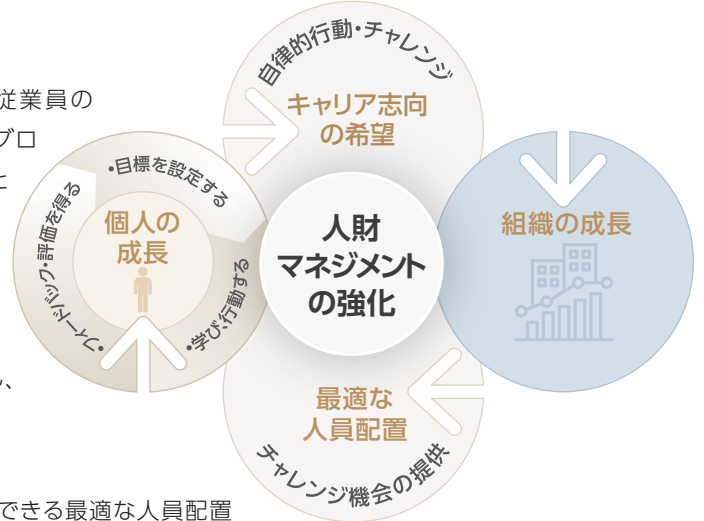 従業員の
ブロ
と
、
できる最適な人員配置
自律的行動・チャレンジ
キャリア志向
の希望
・目標を設定する
・学び、行動する
・フィードバック・評価を得る
個人の
成長
人財
マネジメント
の強化
組織の成長
最適な
人員配置
チャレンジ機会の提供